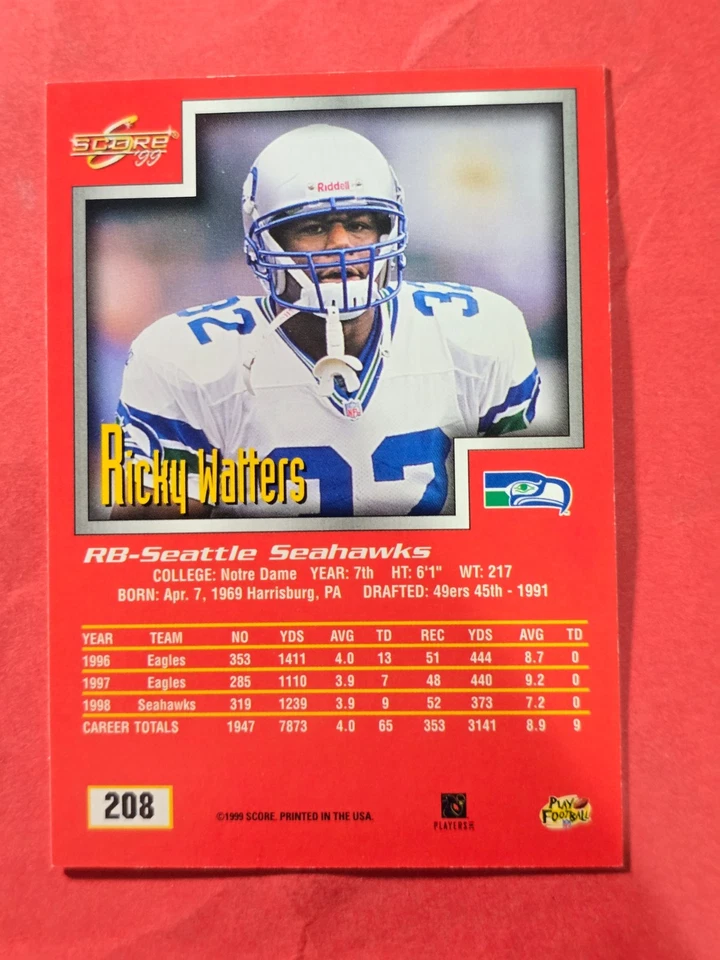 SCORE
'99
Riddell
32
32
32
NFL
Ricky Watters
RB-Seattle Seahawks
COLLEGE: Notre Dame YEAR: 7th HT: 6'1" WT: 217
BORN: Apr. 7, 1969 Harrisburg, PA DRAFTED: 49ers 45th - 1991
YEAR TEAM NO YDS AVG TD REC YDS AVG TD
1996 Eagles 353 1411 4.0 13 51 444 8.7 0
1997 Eagles 285 1110 3.9 7 48 440 9.2 0
1998 Seahawks 319 1239 3.9 9 52 373 7.2 0
CAREER TOTALS 1947 7873 4.0 65 353 3141 8.9 9
208
©1999 SCORE, PRINTED IN THE USA.
PLAYERS
PLAY
FOOTBALL